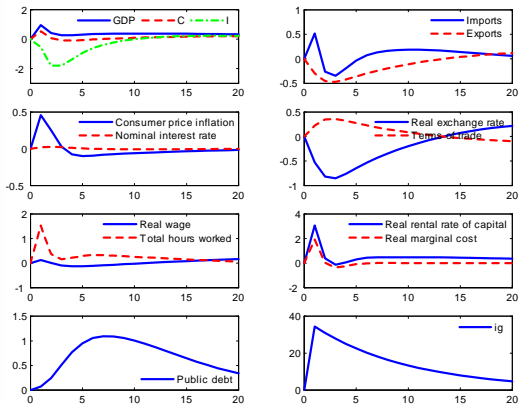 2
0
-2
GDP C I
0 5 10 15 20
1
0.5
0
-0.5
Imports
Exports
0 5 10 15 20
0.5
0
-0.5
Consumer price inflation
Nominal interest rate
0 5 10 15 20
0.5
0
-0.5
-1
Real exchange rate
Terms of trade
0 5 10 15 20
2
1
0
-1
Real wage
Total hours worked
0 5 10 15 20
4
2
0
-2
Real rental rate of capital
Real marginal cost
0 5 10 15 20
1.5
1
0.5
0
Public debt
0 5 10 15 20
40
20
0
ig
0 5 10 15 20